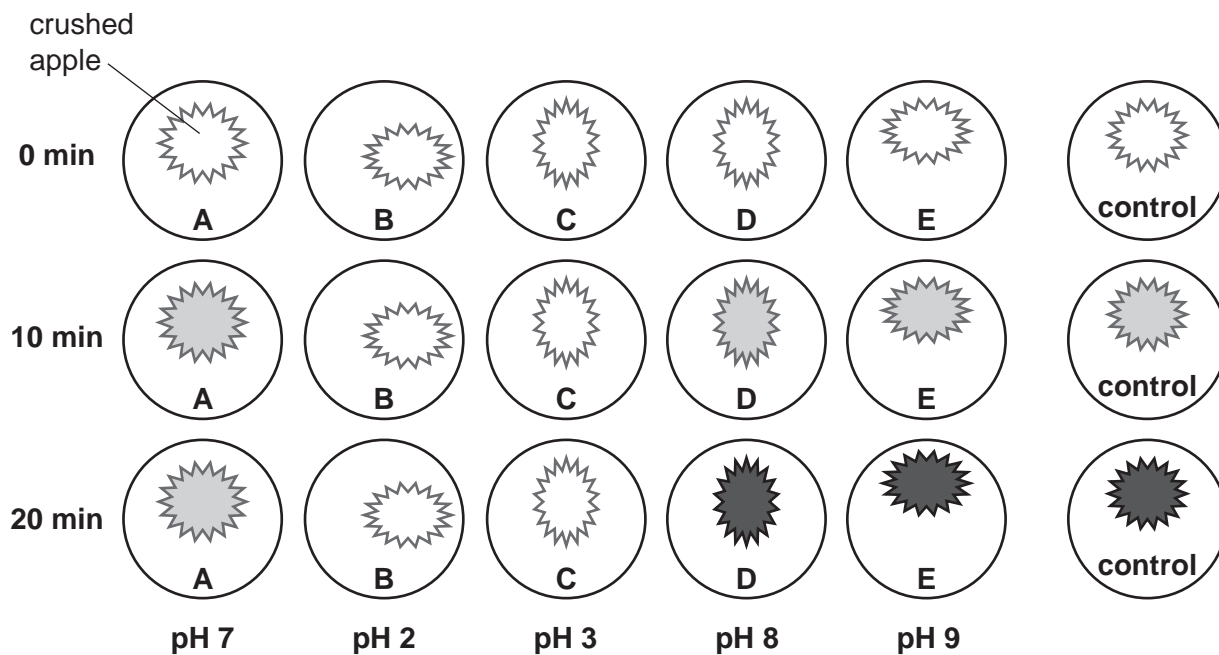 crushed
apple
0 min
A B C D E control
10 min
A B C D E control
20 min
A B C D E control
pH 7 pH 2 pH 3 pH 8 pH 9